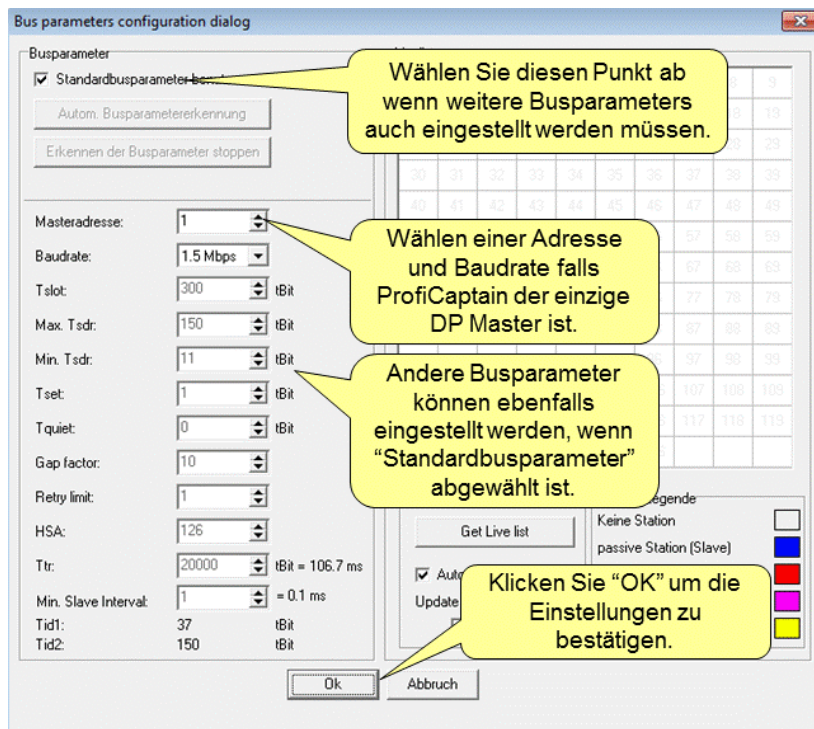 Bus parameters configuration dialog
Busparameter
Standardbusparameter
Wählen Sie diesen Punkt ab
wenn weitere Busparameters
auch eingestellt werden müssen.
Autom. Busparametererkennung
Erkennen der Busparameter stoppen
9
19
29
30 31 32 33 34 35 36 37 38 39
40 41 42 43 44 45 46 47 48 49
57 58 59
67 68 69
77 78 79
87 88 89
97 98 99
107 108 109
117 118 119
Masteradresse: 1
Baudrate: 1.5 Mbps
Wählen einer Adresse
und Baudrate falls
ProfiCaptain der einzige
DP Master ist.
Tslot: 300 tBit
Max. Tsdr: 150 tBit
Min. Tsdr: 11 tBit
Tset: 1 tBit
Tquiet: 0 tBit
Gap factor: 10
Retry limit: 1
HSA: 126
Ttr: 20000 tBit = 106.7 ms
Min. Slave Interval: 1 = 0.1 ms
Tid1: 37 tBit
Tid2: 150 tBit
Andere Busparameter
können ebenfalls
eingestellt werden, wenn
“Standardbusparameter”
abgewählt ist.
Get Live list
Update
Keine Station
passive Station (Slave)
Klicken Sie “OK” um die
Einstellungen zu
bestätigen.
Ok
Abbruch